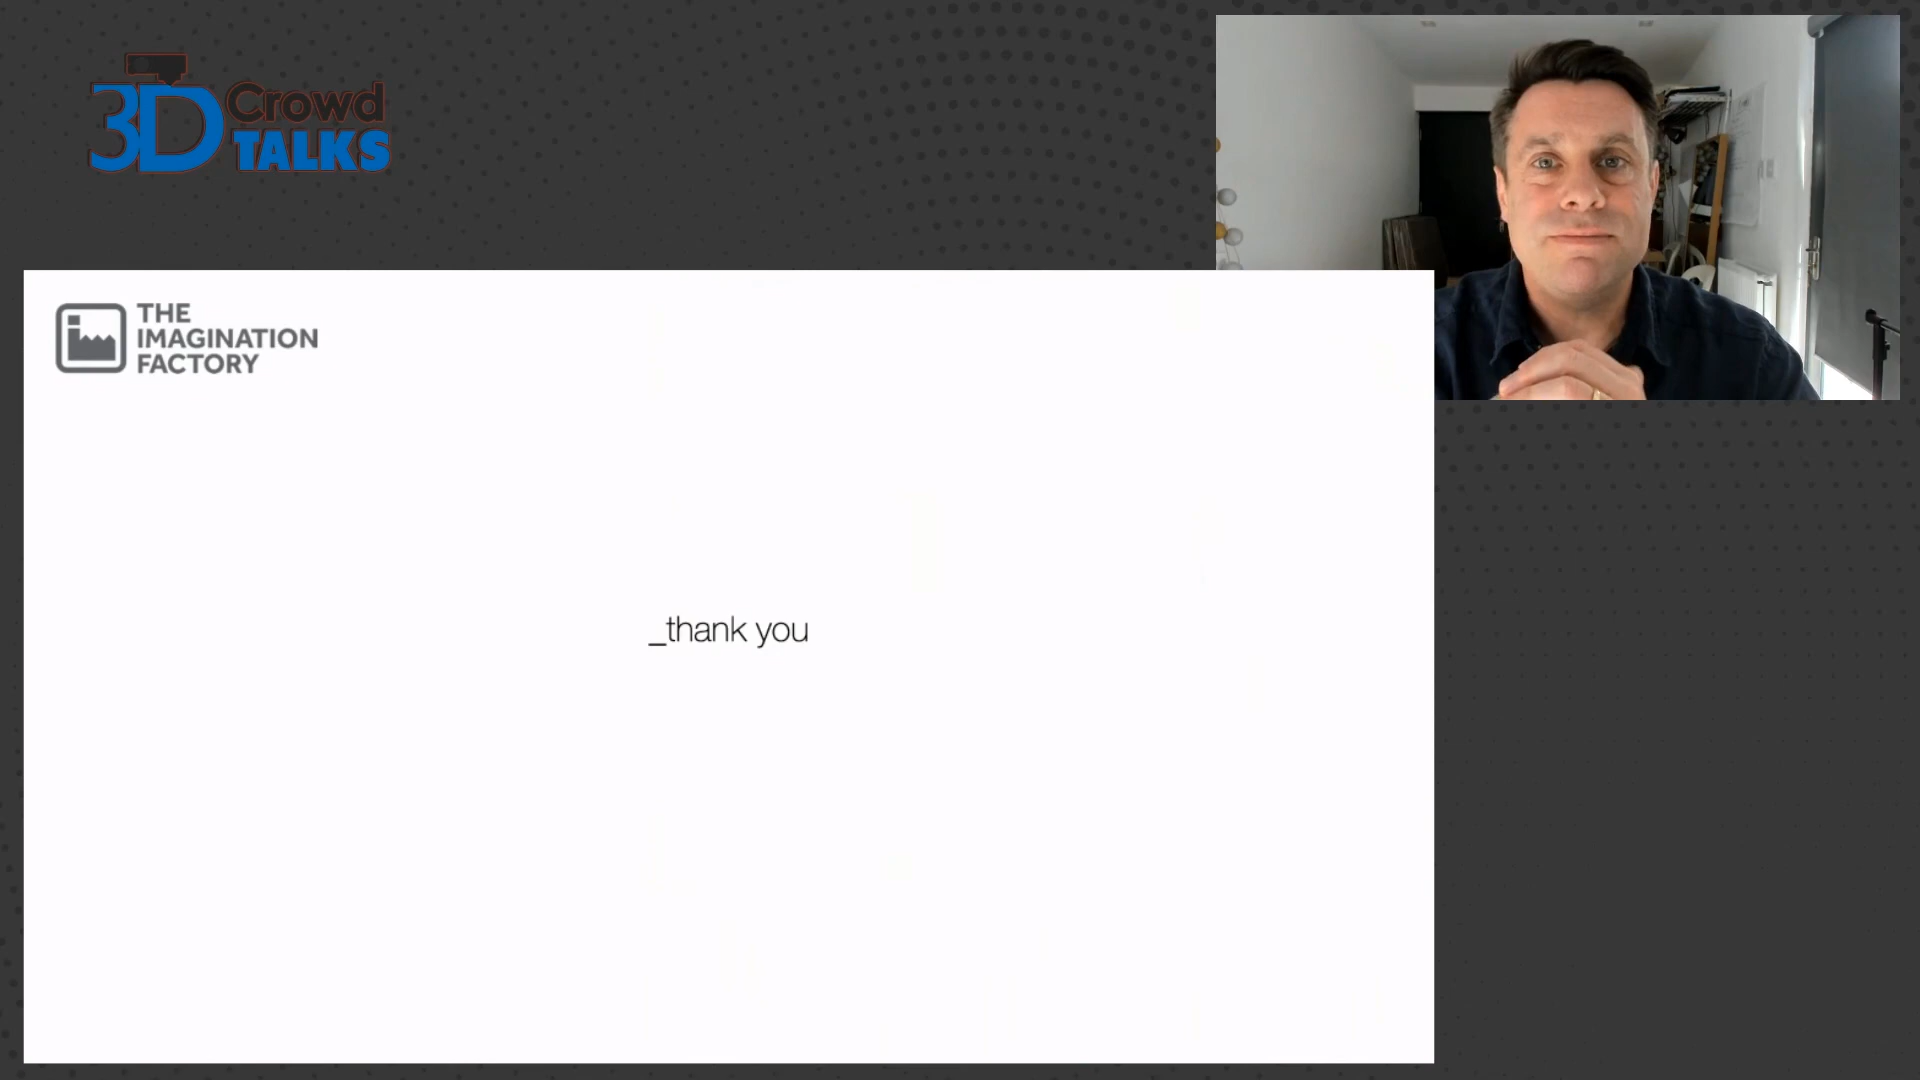 3D Crowd
TALKS
THE
IMAGINATION
FACTORY
_thank you